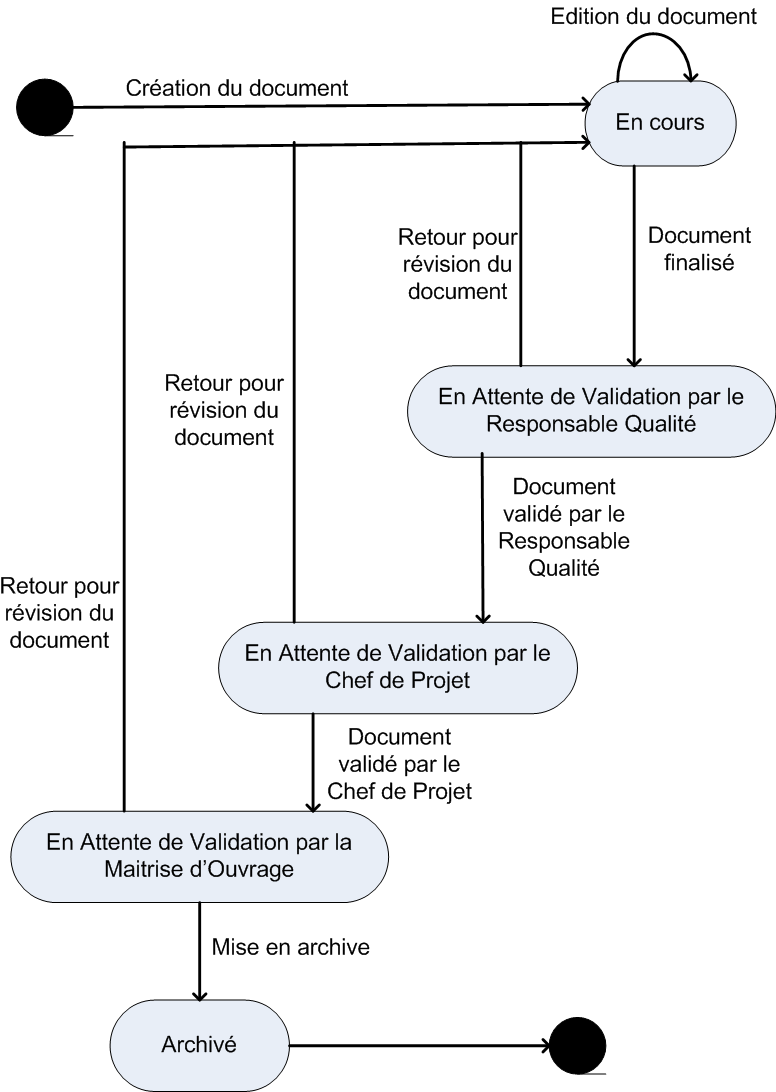 Edition du document
Création du document
En cours
Retour pour
révision du
document
Document
finalisé
En Attente de Validation par le
Responsable Qualité
Retour pour
révision du
document
Document
validé par le
Responsable
Qualité
Retour pour
révision du
document
En Attente de Validation par le
Chef de Projet
Document
validé par le
Chef de Projet
En Attente de Validation par la
Maitrise d'Ouvrage
Mise en archive
Archivé